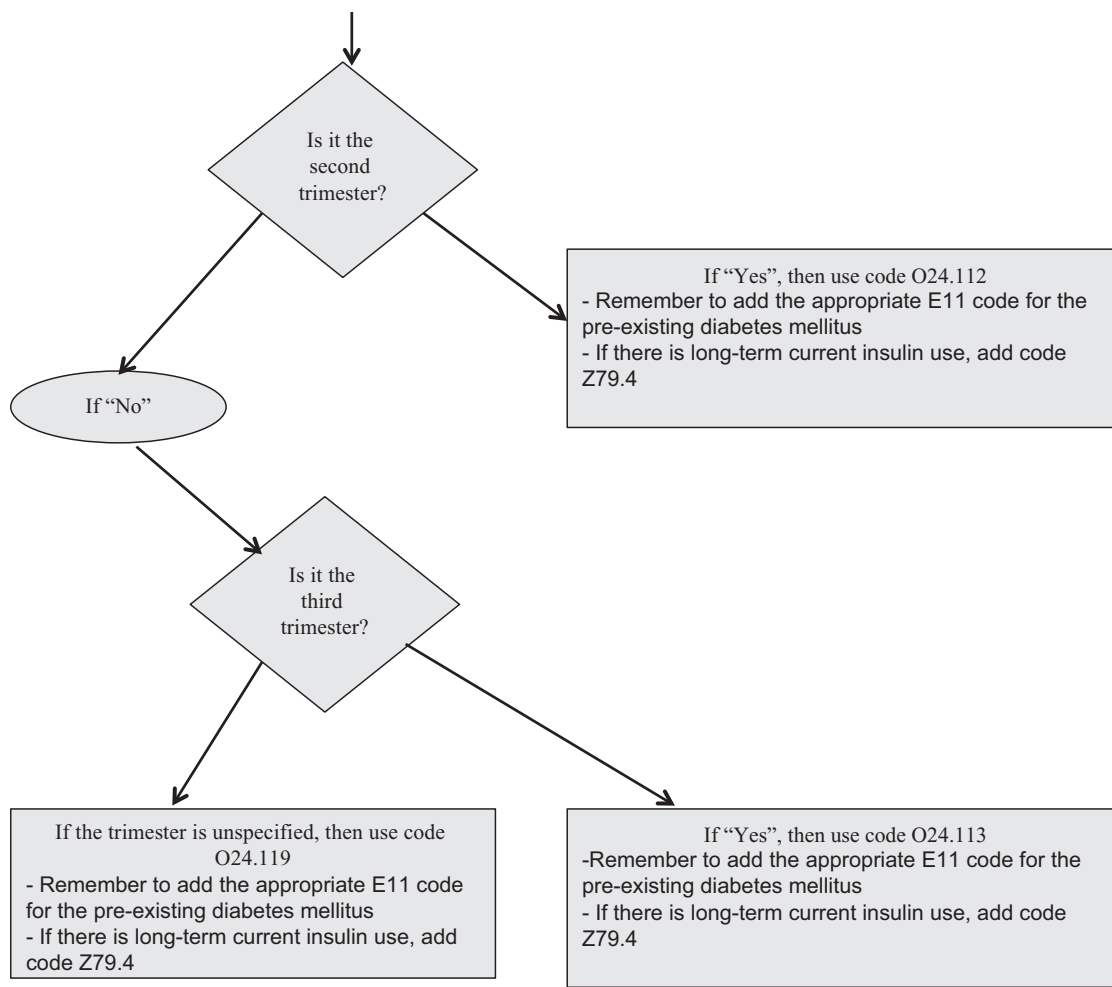 Is it the
second
trimester?
If “Yes”, then use code O24.112
- Remember to add the appropriate E11 code for the
pre-existing diabetes mellitus
- If there is long-term current insulin use, add code
Z79.4
If “No”
Is it the
third
trimester?
If the trimester is unspecified, then use code
O24.119
- Remember to add the appropriate E11 code
for the pre-existing diabetes mellitus
- If there is long-term current insulin use, add
code Z79.4
If “Yes”, then use code O24.113
-Remember to add the appropriate E11 code for the
pre-existing diabetes mellitus
- If there is long-term current insulin use, add code
Z79.4